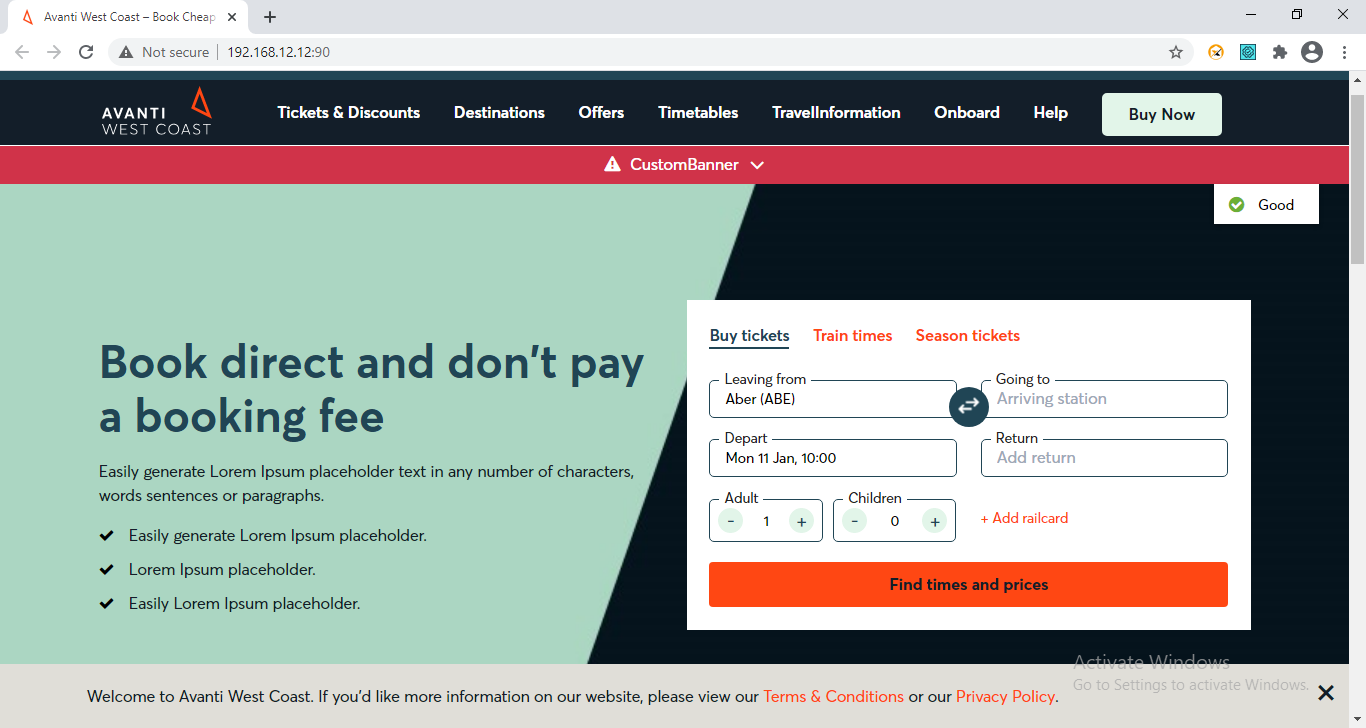 Avanti West Coast – Book Cheap
Not secure
192.168.12.12:90
AVANTI
WEST COAST
Tickets & Discounts
Destinations
Offers
Timetables
TravelInformation
Onboard
Help
Buy Now
CustomBanner
Good
Book direct and don't pay
a booking fee
Easily generate Lorem Ipsum placeholder text in any number of characters,
words sentences or paragraphs.
Easily generate Lorem Ipsum placeholder.
Lorem Ipsum placeholder.
Easily Lorem Ipsum placeholder.
Buy tickets
Train times
Season tickets
Leaving from
Aber (ABE)
Going to
Arriving station
Depart
Mon 11 Jan, 10:00
Return
Add return
Adult
- 1 +
Children
- 0 +
+ Add railcard
Find times and prices
Activate Windows
Go to Settings to activate Windows.
Welcome to Avanti West Coast. If you'd like more information on our website, please view our Terms & Conditions or our Privacy Policy.